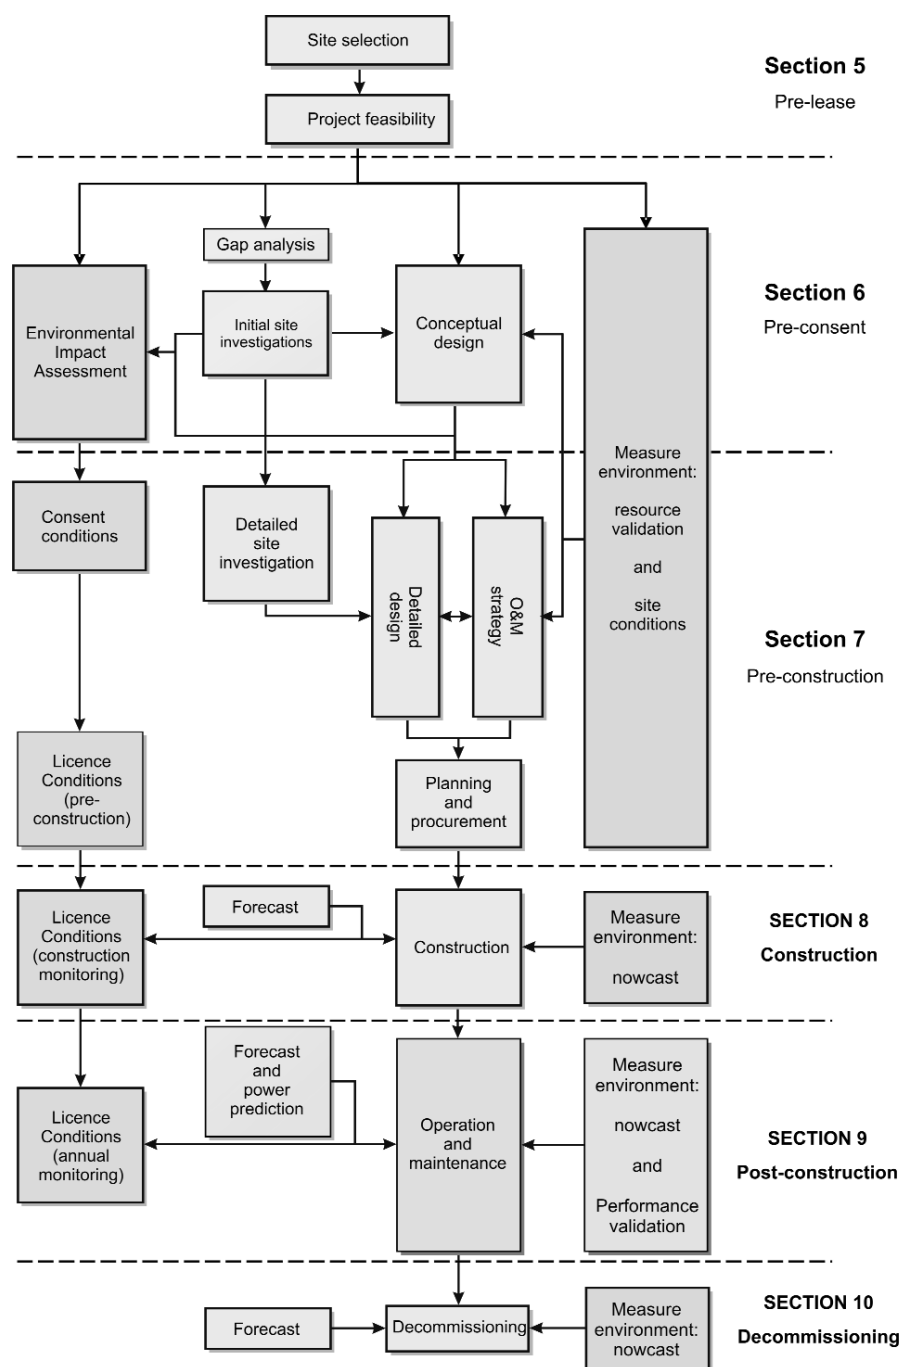 Site selection
Section 5
Pre-lease
Project feasibility
Gap analysis
Environmental
Impact
Assessment
Initial site
investigations
Conceptual
design
Section 6
Pre-consent
Measure
environment:
resource
validation
and
site
conditions
Consent
conditions
Detailed
site
investigation
Detailed
design
O&M
strategy
Section 7
Pre-construction
Licence
Conditions
(pre-
construction)
Planning
and
procurement
Licence
Conditions
(construction
monitoring)
Forecast
Construction
Measure
environment:
nowcast
SECTION 8
Construction
Forecast
and
power
prediction
Licence
Conditions
(annual
monitoring)
Operation
and
maintenance
Measure
environment:
nowcast
and
Performance
validation
SECTION 9
Post-construction
Forecast
Decommissioning
Measure
environment:
nowcast
SECTION 10
Decommissioning